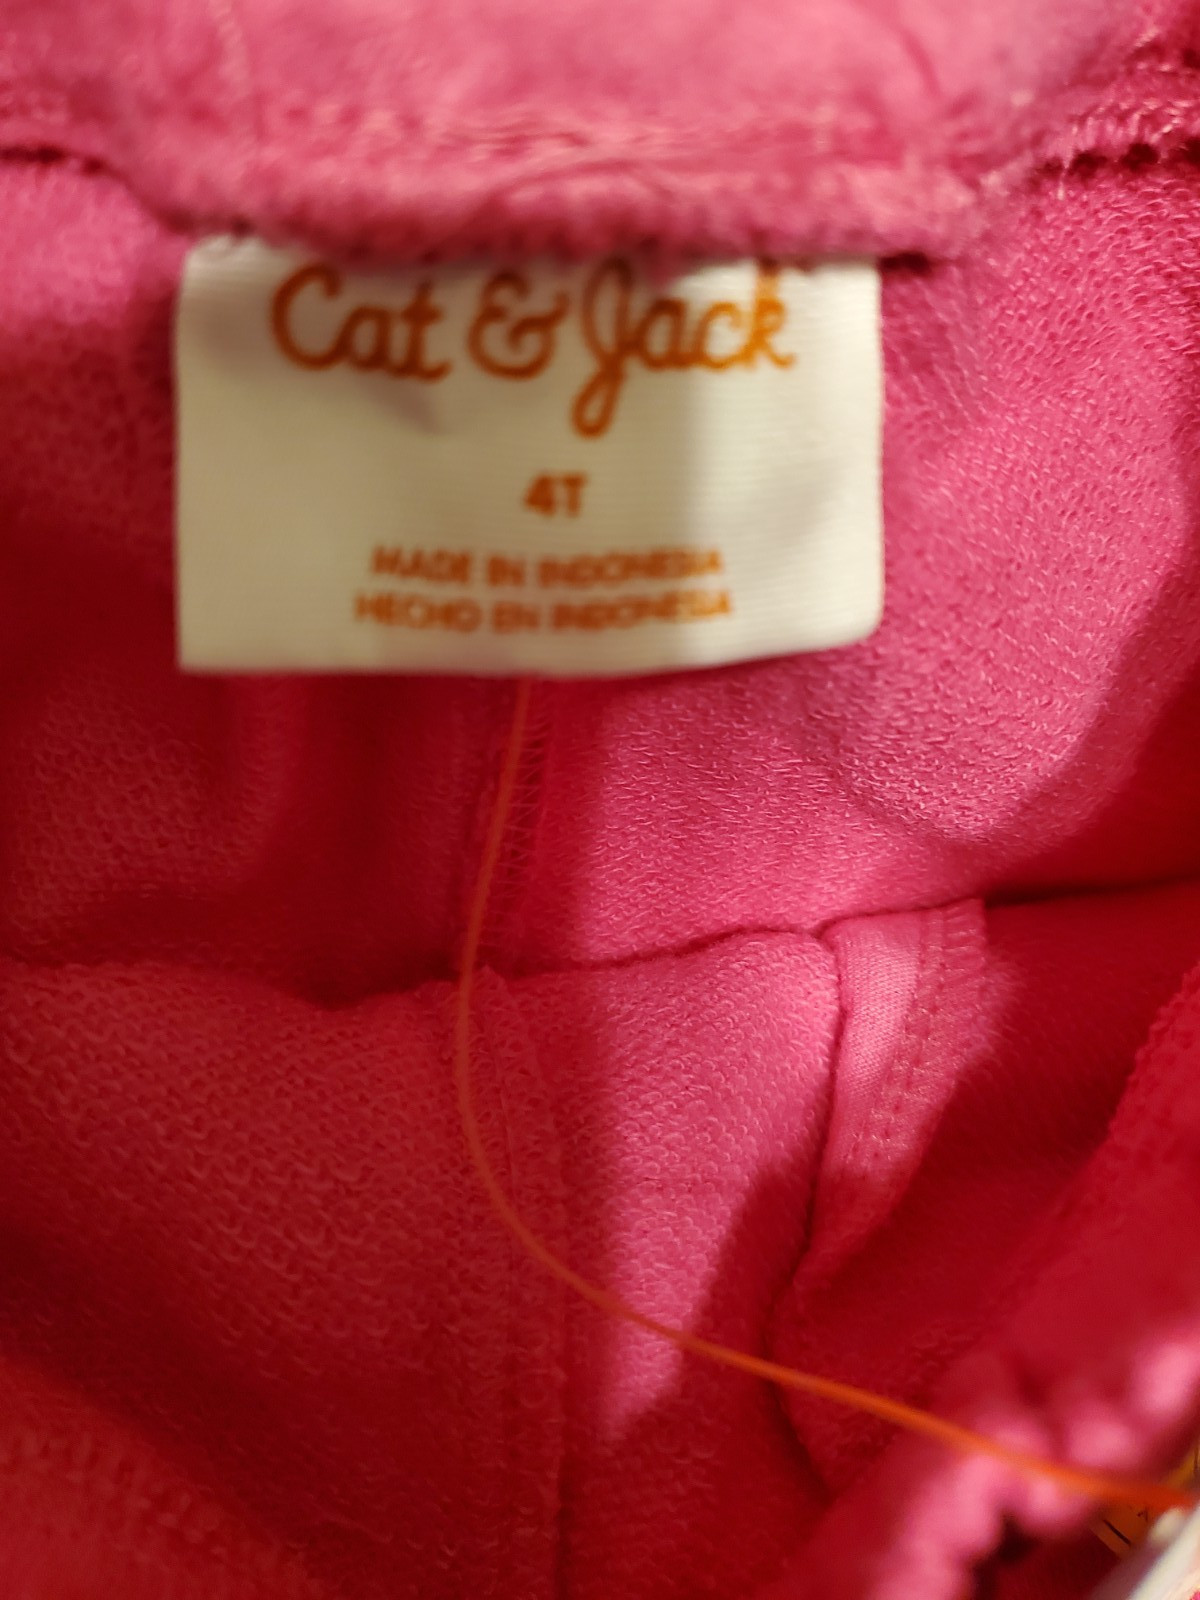 Cat & Jack
4T
MADE IN INDONESIA
HECHO EN INDONESIA